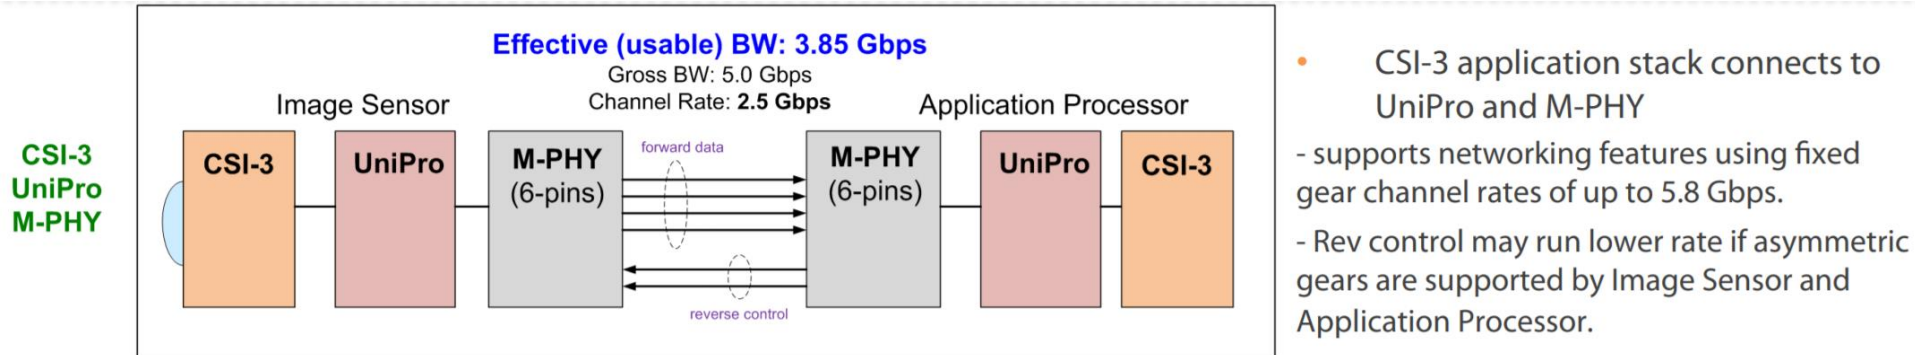 CSI-3
UniPro
M-PHY
Effective (usable) BW: 3.85 Gbps
Gross BW: 5.0 Gbps
Channel Rate: 2.5 Gbps
Image Sensor
Application Processor
CSI-3
UniPro
M-PHY
(6-pins)
forward data
reverse control
M-PHY
(6-pins)
UniPro
CSI-3
• CSI-3 application stack connects to
UniPro and M-PHY
- supports networking features using fixed
gear channel rates of up to 5.8 Gbps.
- Rev control may run lower rate if asymmetric
gears are supported by Image Sensor and
Application Processor.